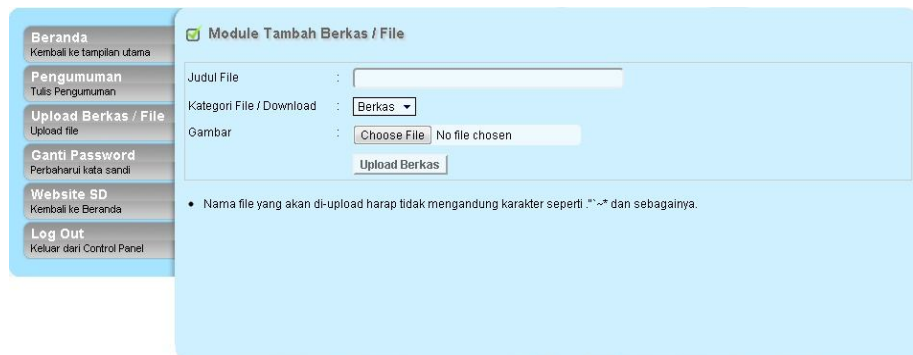 Beranda
Kembali ke tampilan utama
Pengumuman
Tulis Pengumuman
Upload Berkas / File
Upload file
Ganti Password
Perbaharui kata sandi
Website SD
Kembali ke Beranda
Log Out
Keluar dari Control Panel
Module Tambah Berkas / File
Judul File :
Kategori File / Download : Berkas
Gambar : Choose File No file chosen
Upload Berkas
• Nama file yang akan di-upload harap tidak mengandung karakter seperti ."`~* dan sebagainya.